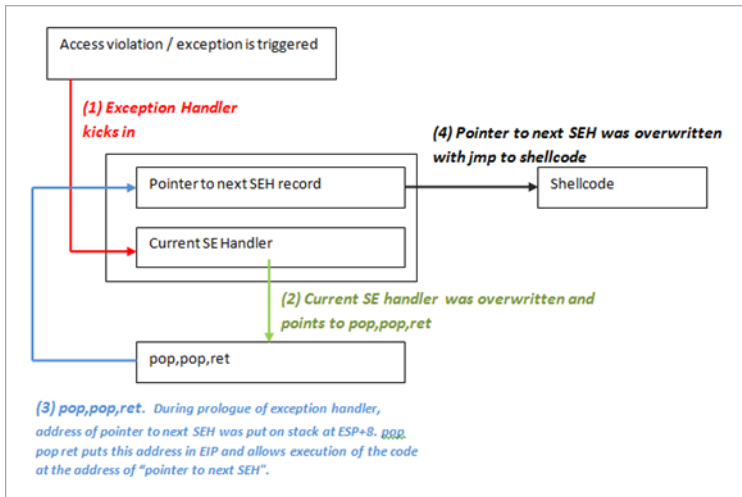 Access violation / exception is triggered
(1) Exception Handler
kicks in
(4) Pointer to next SEH was overwritten
with jmp to shellcode
Pointer to next SEH record
Shellcode
Current SE Handler
(2) Current SE handler was overwritten and
points to pop,pop,ret
pop,pop,ret
(3) pop,pop,ret. During prologue of exception handler,
address of pointer to next SEH was put on stack at ESP+8. pop
pop ret puts this address in EIP and allows execution of the code
at the address of “pointer to next SEH”.